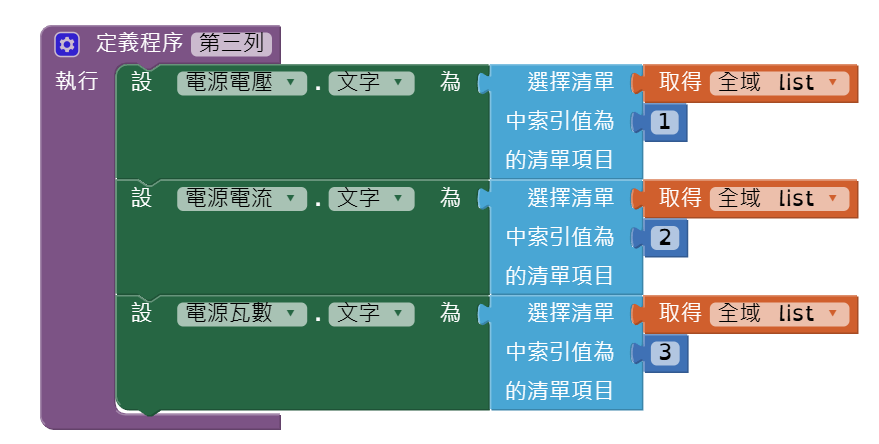 定義程序 第三列
執行 設 電源電壓 . 文字 為 選擇清單 取得 全域 list
中索引值為 1
的清單項目
設 電源電流 . 文字 為 選擇清單 取得 全域 list
中索引值為 2
的清單項目
設 電源瓦數 . 文字 為 選擇清單 取得 全域 list
中索引值為 3
的清單項目